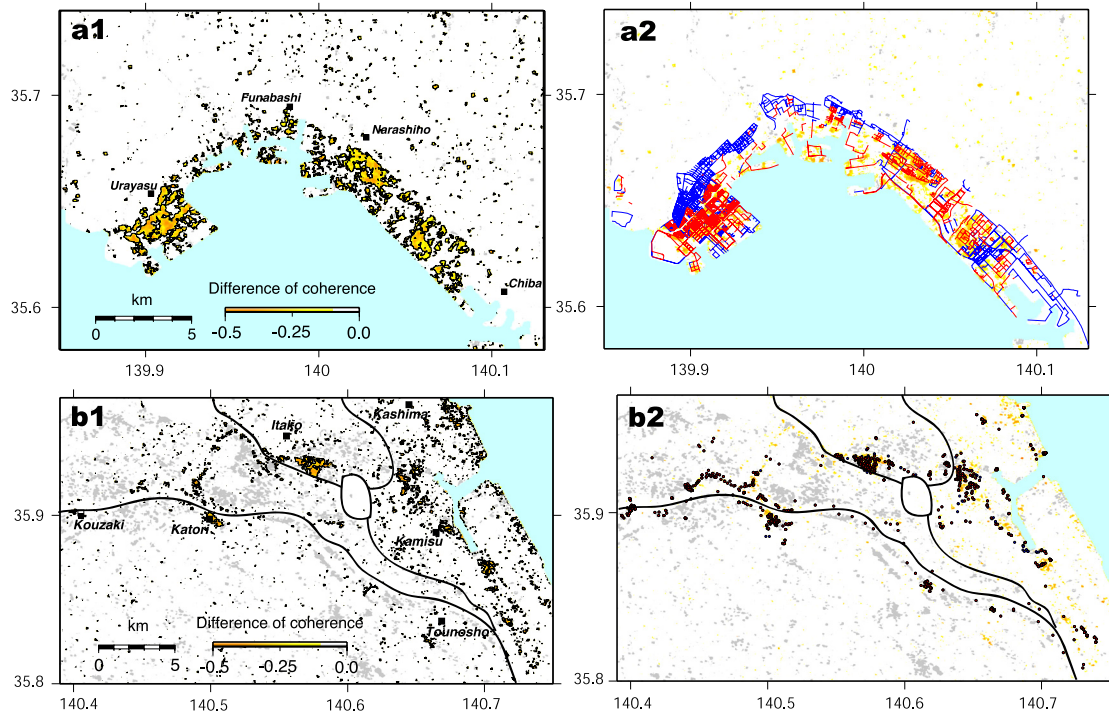 a1
a2
35.7
35.7
Funabashi
Narashiho
Urayasu
Chiba
km
Difference of coherence
0
5
-0.5
-0.25
0.0
35.6
35.6
139.9
140
140.1
139.9
140
140.1
b1
b2
Kashima
Itako
Kouzaki
Katori
Kamisu
35.9
35.9
km
Difference of coherence
Tounosho
0
5
-0.5
-0.25
0.0
35.8
35.8
140.4
140.5
140.6
140.7
140.4
140.5
140.6
140.7